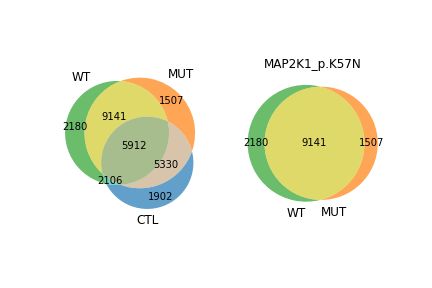 WT
MUT
2180
9141
1507
5912
5330
2106
1902
CTL
MAP2K1_p.K57N
2180
9141
1507
WT
MUT